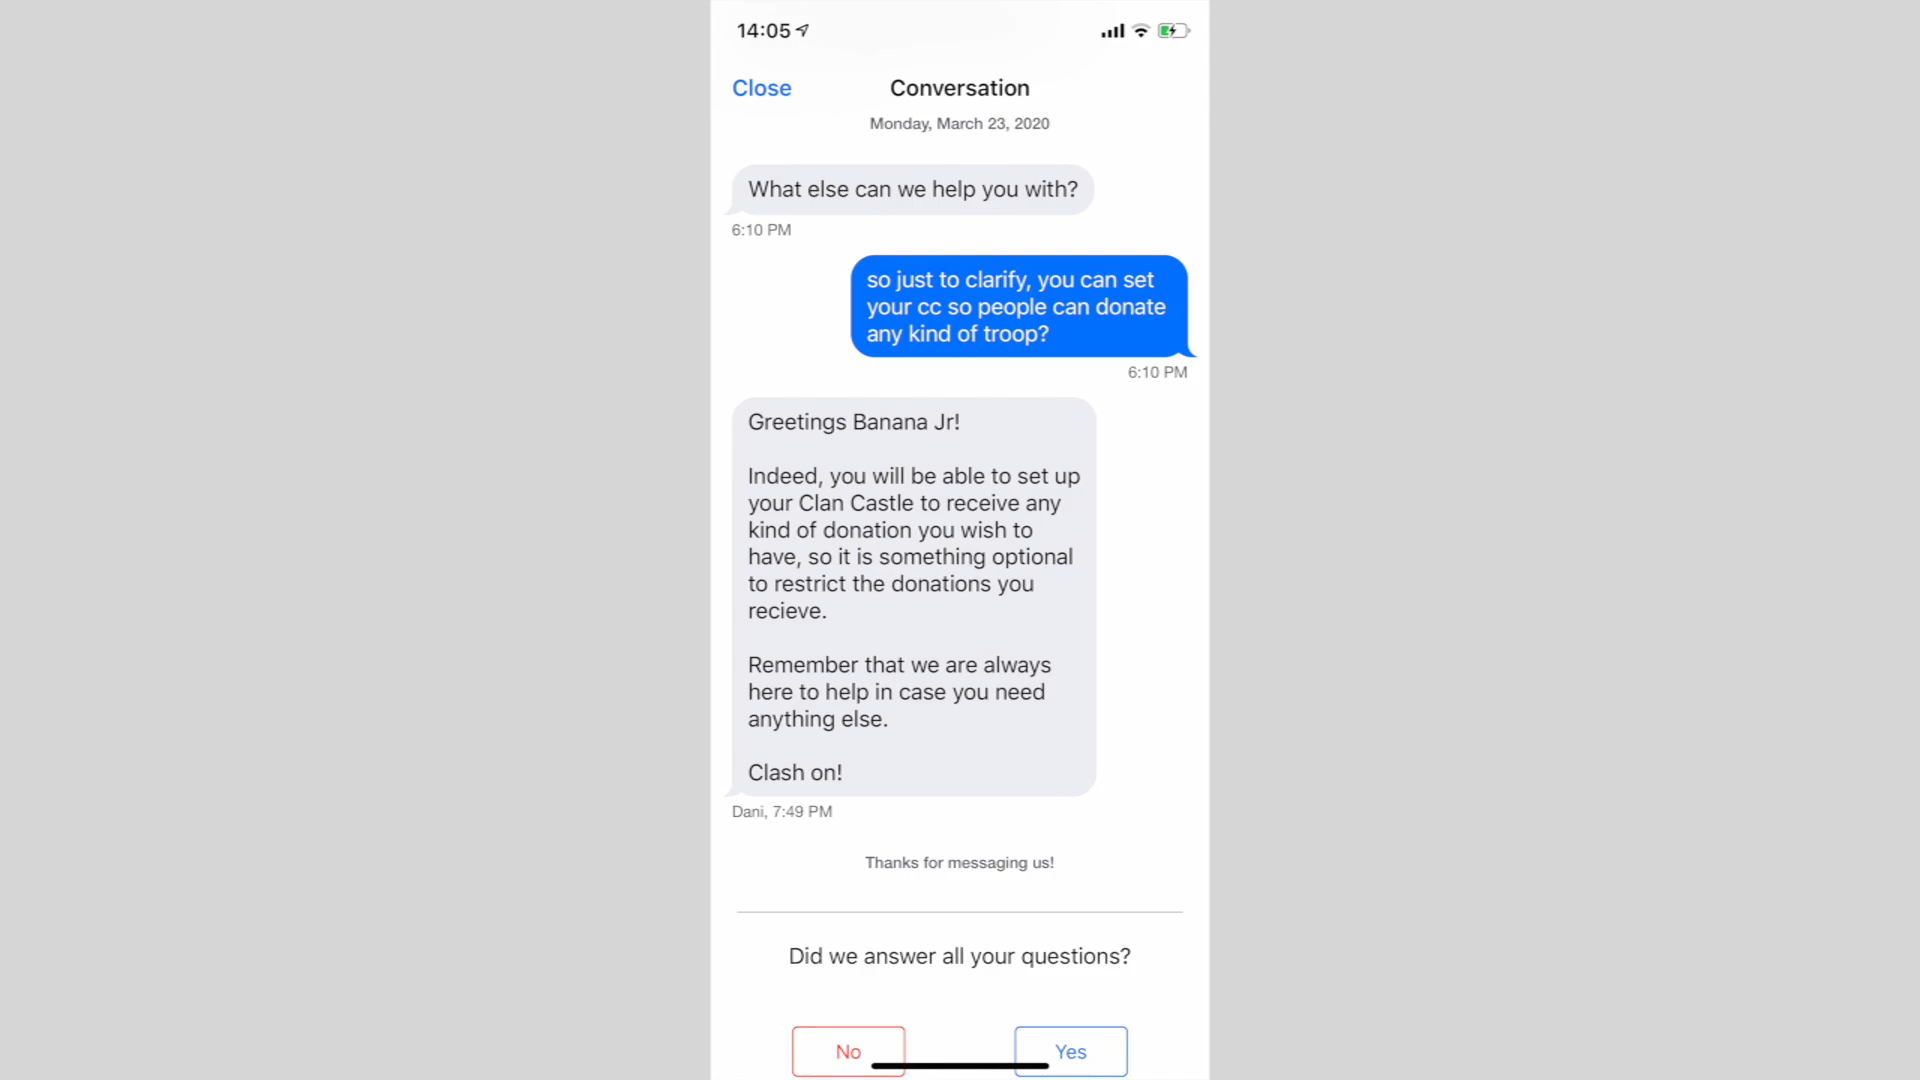 14:05
Close
Conversation
Monday, March 23, 2020
What else can we help you with?
6:10 PM
so just to clarify, you can set
your cc so people can donate
any kind of troop?
6:10 PM
Greetings Banana Jr!
Indeed, you will be able to set up
your Clan Castle to receive any
kind of donation you wish to
have, so it is something optional
to restrict the donations you
recieve.
Remember that we are always
here to help in case you need
anything else.
Clash on!
Dani, 7:49 PM
Thanks for messaging us!
Did we answer all your questions?
No
Yes